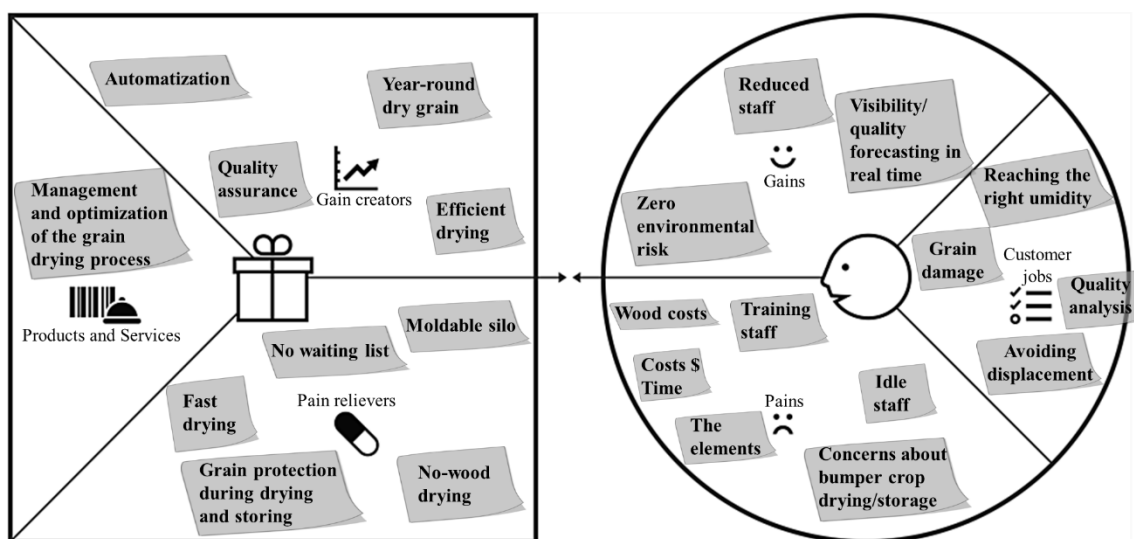 Automatization
Year-round
dry grain
Quality
assurance
Gain creators
Efficient
drying
Management
and optimization
of the grain
drying process
Products and Services
Moldable silo
No waiting list
Fast
drying
Pain relievers
Grain protection
during drying
and storing
No-wood
drying
Reduced
staff
Gains
Visibility/
quality
forecasting in
real time
Zero
environmental
risk
Reaching the
right umidity
Grain
damage
Customer
jobs
Quality
analysis
Avoiding
displacement
Wood costs
Training
staff
Costs $
Time
Pains
Idle
staff
The
elements
Concerns about
bumper crop
drying/storage